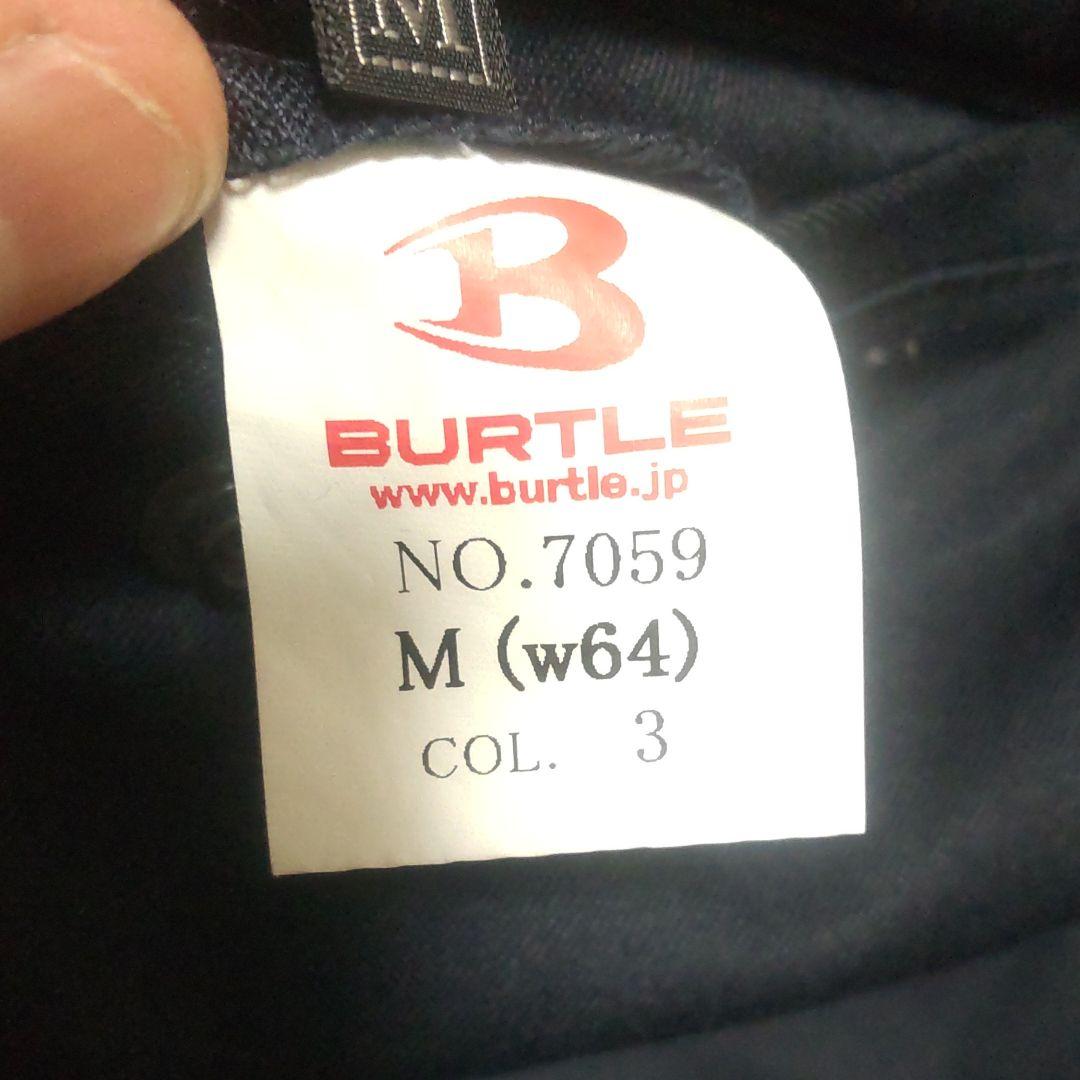 M
B
BURTLE
www.burtle.jp
NO.7059
M (w64)
COL. 3